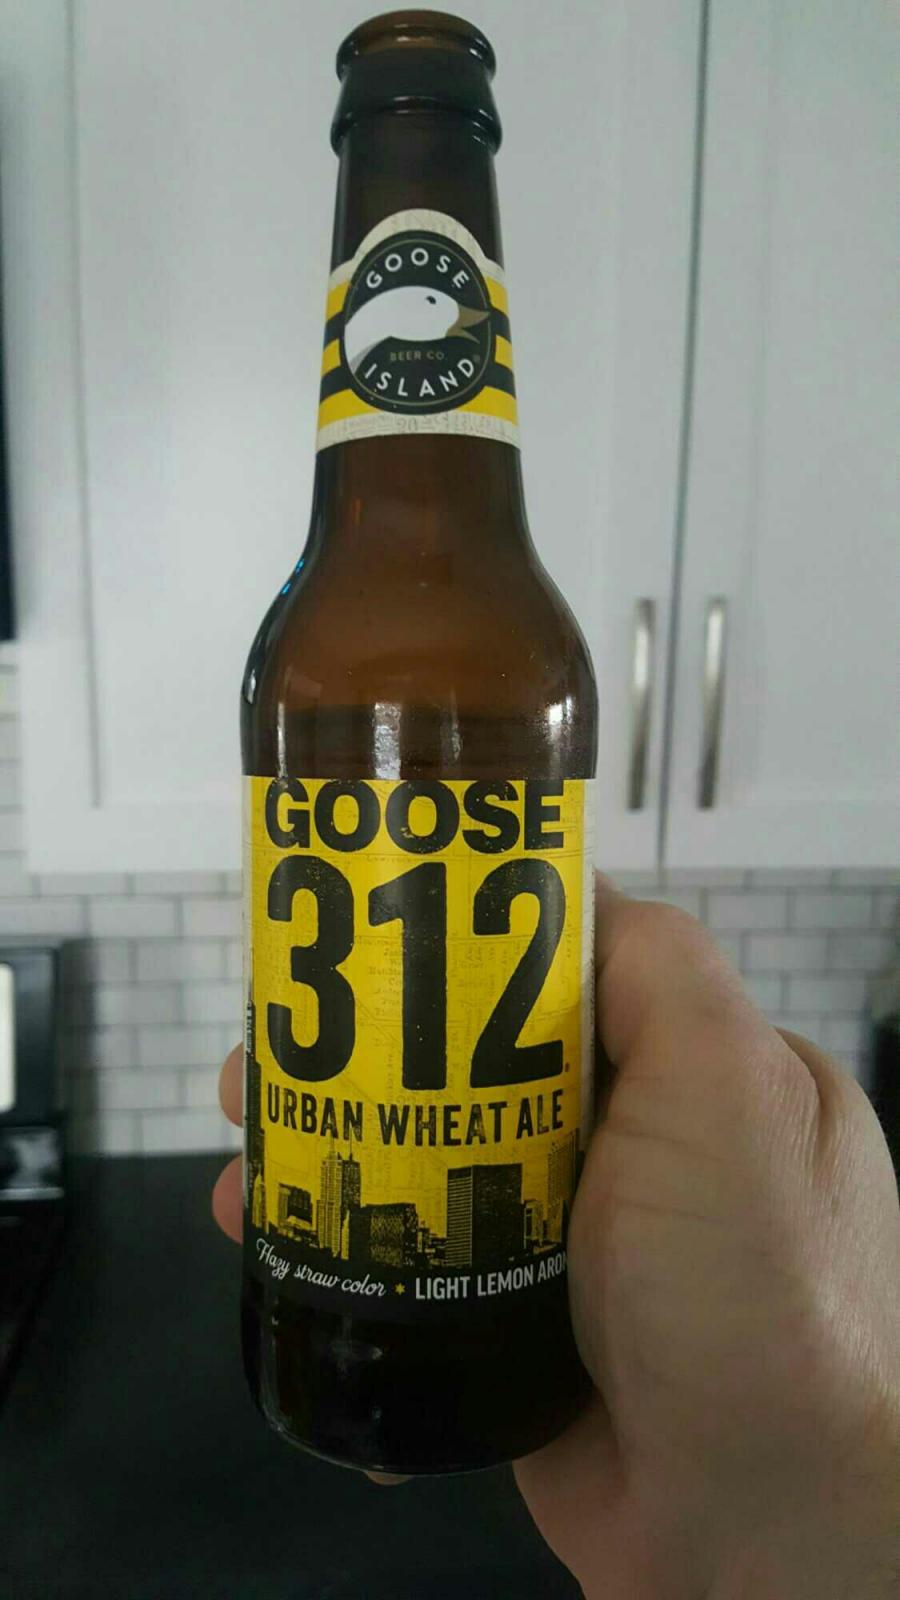 GOOSE
BEER CO.
ISLAND
GOOSE
312
URBAN WHEAT ALE
Hazy straw color * LIGHT LEMON